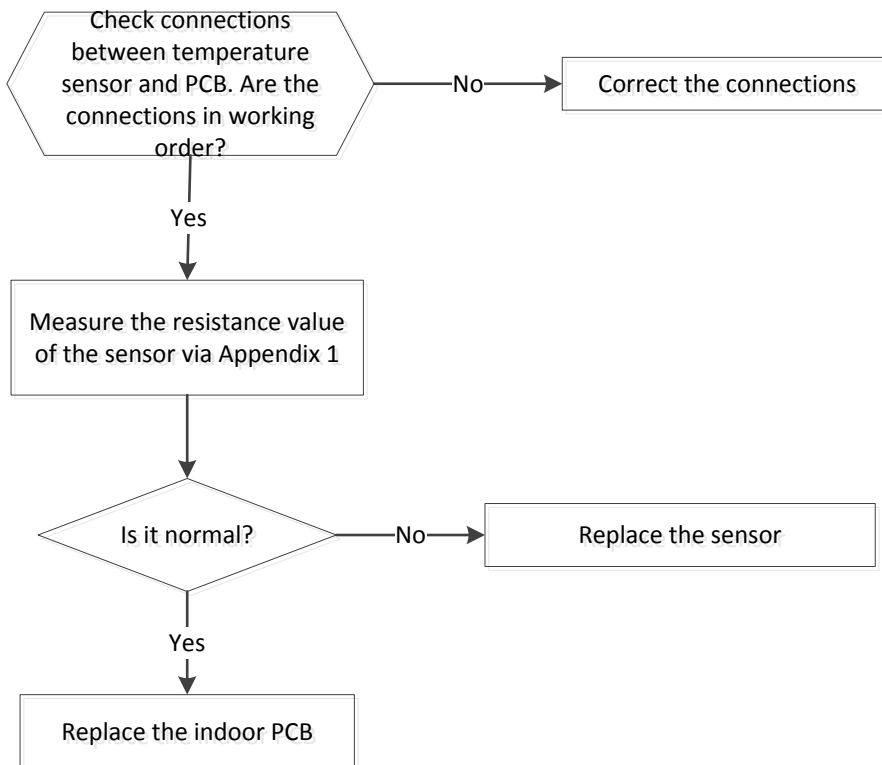 Check connections
between temperature
sensor and PCB. Are the
connections in working
order?
No
Correct the connections
Yes
Measure the resistance value
of the sensor via Appendix 1
Is it normal?
No
Replace the sensor
Yes
Replace the indoor PCB